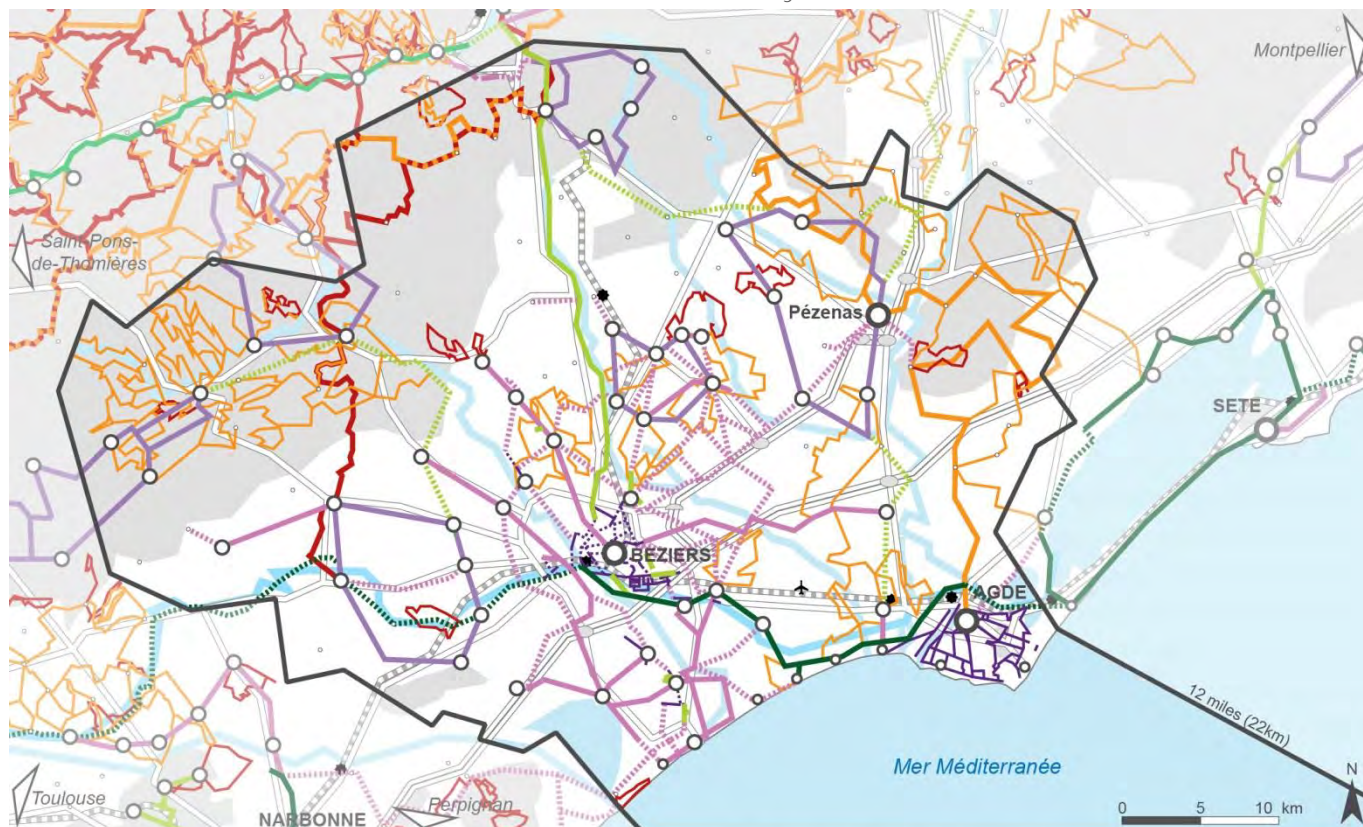 Montpellier
Saint-Pons-
de-Thomières
Pézenas
SETE
BEZIERS
AGDE
12 miles (22km)
Mer Méditerranée
N
Toulouse
Perpignan
NARBONNE
0 5 10 km